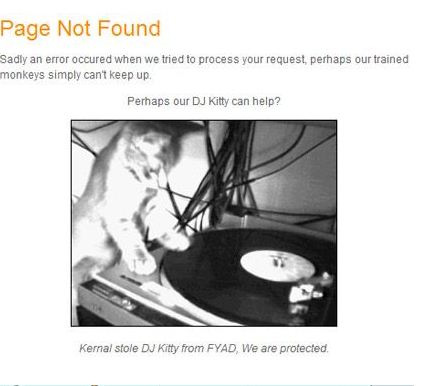 Page Not Found
Sadly an error occured when we tried to process your request, perhaps our trained
monkeys simply can't keep up.
Perhaps our DJ Kitty can help?
Kernal stole DJ Kitty from FYAD, We are protected.